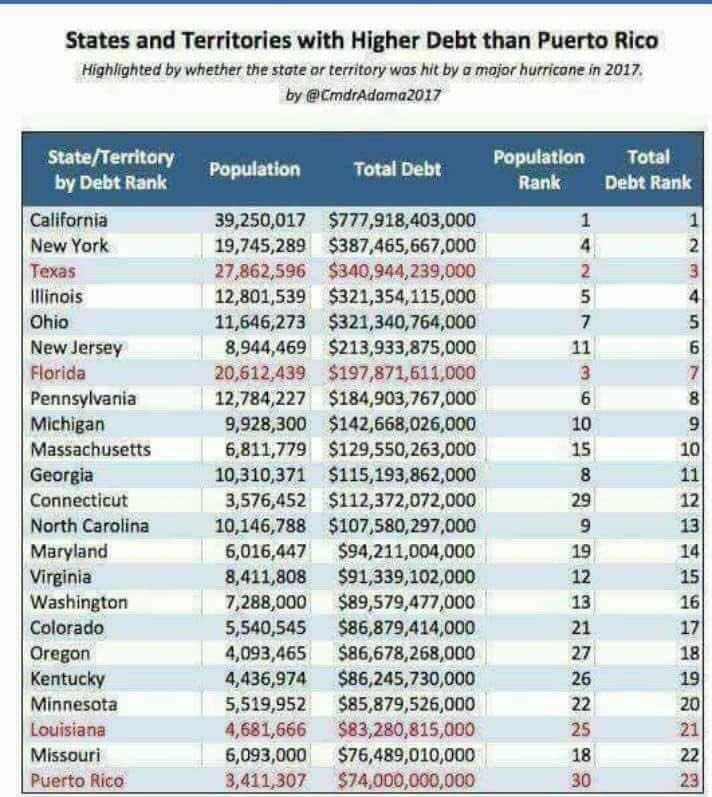 States and Territories with Higher Debt than Puerto Rico
Highlighted by whether the state or territory was hit by a major hurricane in 2017.
by @CmdrAdama2017
State/Territory by Debt Rank Population Total Debt Population Rank Total Debt Rank
California 39,250,017 $777,918,403,000 1 1
New York 19,745,289 $387,465,667,000 4 2
Texas 27,862,596 $340,944,239,000 2 3
Illinois 12,801,539 $321,354,115,000 5 4
Ohio 11,646,273 $321,340,764,000 7 5
New Jersey 8,944,469 $213,933,875,000 11 6
Florida 20,612,439 $197,871,611,000 3 7
Pennsylvania 12,784,227 $184,903,767,000 6 8
Michigan 9,928,300 $142,668,026,000 10 9
Massachusetts 6,811,779 $129,550,263,000 15 10
Georgia 10,310,371 $115,193,862,000 8 11
Connecticut 3,576,452 $112,372,072,000 29 12
North Carolina 10,146,788 $107,580,297,000 9 13
Maryland 6,016,447 $94,211,004,000 19 14
Virginia 8,411,808 $91,339,102,000 12 15
Washington 7,288,000 $89,579,477,000 13 16
Colorado 5,540,545 $86,879,414,000 21 17
Oregon 4,093,465 $86,678,268,000 27 18
Kentucky 4,436,974 $86,245,730,000 26 19
Minnesota 5,519,952 $85,879,526,000 22 20
Louisiana 4,681,666 $83,280,815,000 25 21
Missouri 6,093,000 $76,489,010,000 18 22
Puerto Rico 3,411,307 $74,000,000,000 30 23